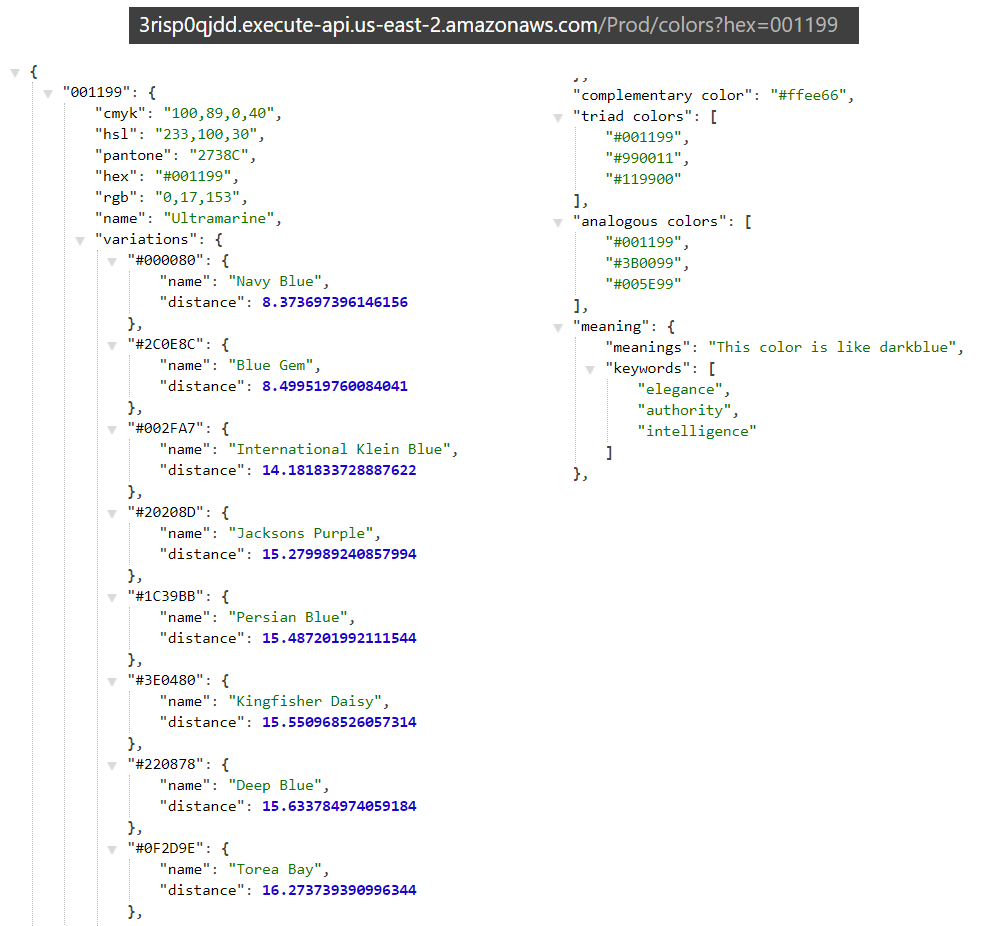 3risp0qjdd.execute-api.us-east-2.amazonaws.com/Prod/colors?hex=001199
{
"001199": {
"cmyk": "100,89,0,40",
"hsl": "233,100,30",
"pantone": "2738C",
"hex": "#001199",
"rgb": "0,17,153",
"name": "Ultramarine",
"variations": {
"#000080": {
"name": "Navy Blue",
"distance": 8.373697396146156
},
"#2C0E8C": {
"name": "Blue Gem",
"distance": 8.499519760084041
},
"#002FA7": {
"name": "International Klein Blue",
"distance": 14.181833728887622
},
"#20208D": {
"name": "Jacksons Purple",
"distance": 15.279989240857994
},
"#1C39BB": {
"name": "Persian Blue",
"distance": 15.487201992111544
},
"#3E0480": {
"name": "Kingfisher Daisy",
"distance": 15.550968526057314
},
"#220878": {
"name": "Deep Blue",
"distance": 15.633784974059184
},
"#0F2D9E": {
"name": "Torea Bay",
"distance": 16.273739390996344
},
},
"complementary color": "#ffee66",
"triad colors": [
"#001199",
"#990011",
"#119900"
],
"analogous colors": [
"#001199",
"#3B0099",
"#005E99"
],
"meaning": {
"meanings": "This color is like darkblue",
"keywords": [
"elegance",
"authority",
"intelligence"
]
},